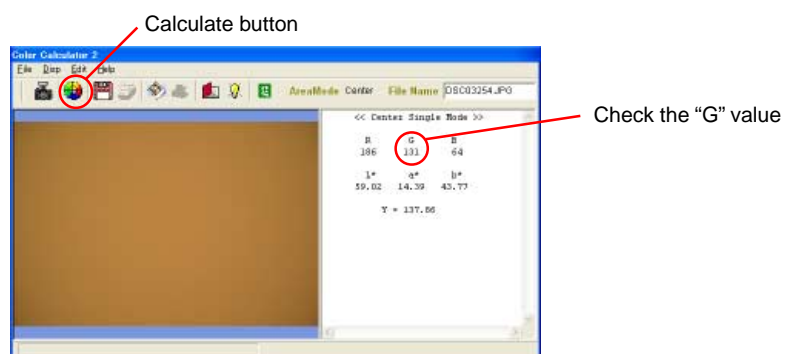 Calculate button
Color Calculator 2
File Disp Edit Help
AreaMode Center File Name DSC03254.JPG
<< Center Single Mode >>
Check the “G” value
R G B
186 131 64
l* a* b*
59.02 14.39 43.77
Y = 137.86